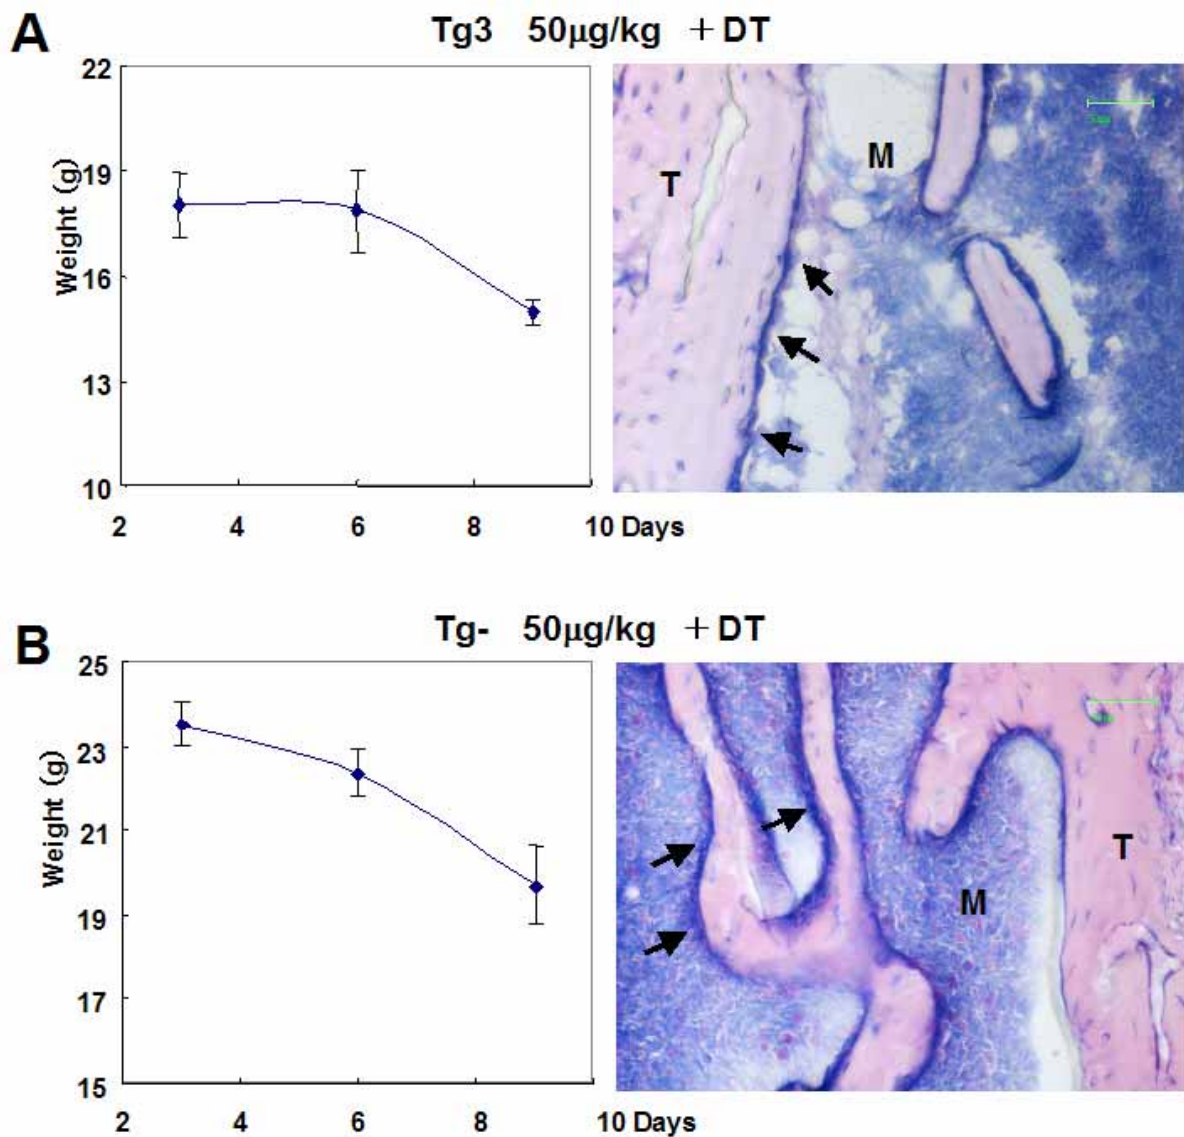 A
Tg3 50μg/kg +DT
22
19
16
13
10
Weight (g)
2 4 6 8 10 Days
T
M
B
Tg- 50μg/kg +DT
25
23
21
19
17
15
Weight (g)
2 4 6 8 10 Days
M
T